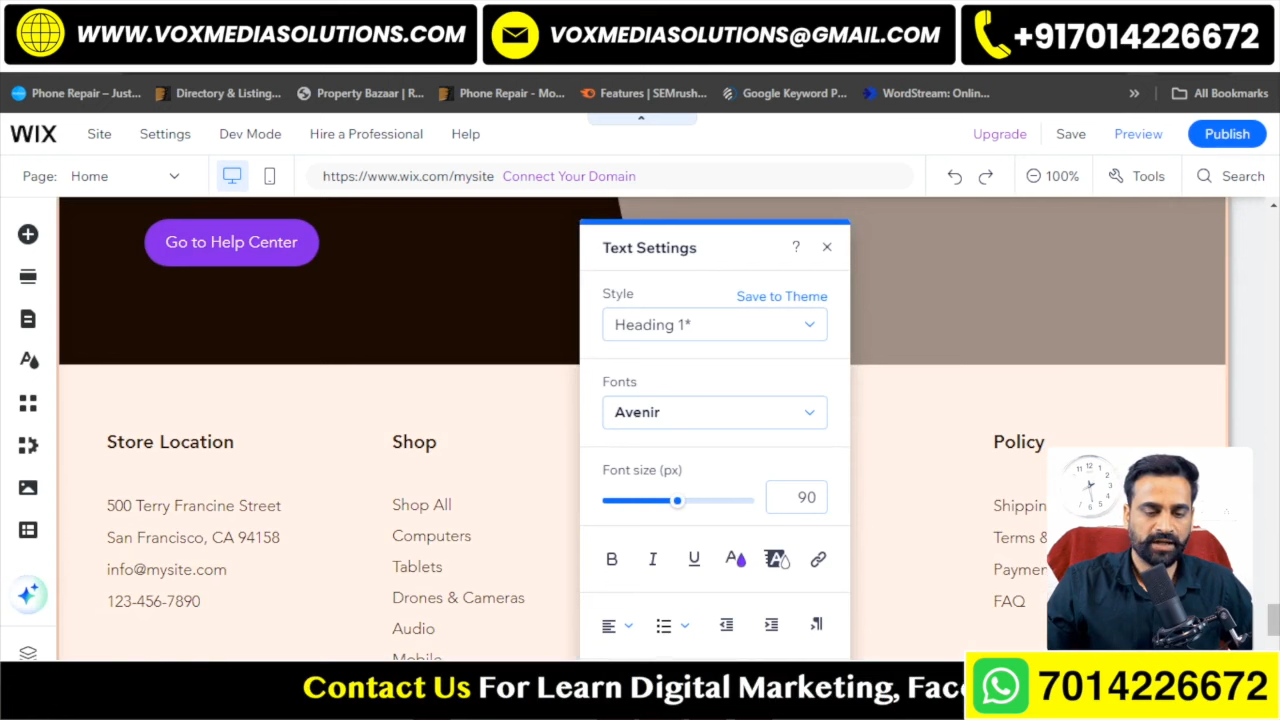 WWW.VOXMEDIASOLUTIONS.COM
VOXMEDIASOLUTIONS@GMAIL.COM
+917014226672
Phone Repair – Just...
Directory & Listing...
Property Bazaar | R...
Phone Repair - Mo...
Features | SEMrush...
Google Keyword P...
WordStream: Onlin...
»
All Bookmarks
WIX
Site
Settings
Dev Mode
Hire a Professional
Help
Upgrade
Save
Preview
Publish
Page: Home
https://www.wix.com/mysite Connect Your Domain
100%
Tools
Search
Go to Help Center
Text Settings
?
Style
Save to Theme
Heading 1*
Fonts
Avenir
Font size (px)
90
B I U A A
Store Location
500 Terry Francine Street
San Francisco, CA 94158
info@mysite.com
123-456-7890
Shop
Shop All
Computers
Tablets
Drones & Cameras
Audio
Mobile
Policy
Shippin
Terms &
Paymen
FAQ
Contact Us For Learn Digital Marketing, Fac
7014226672